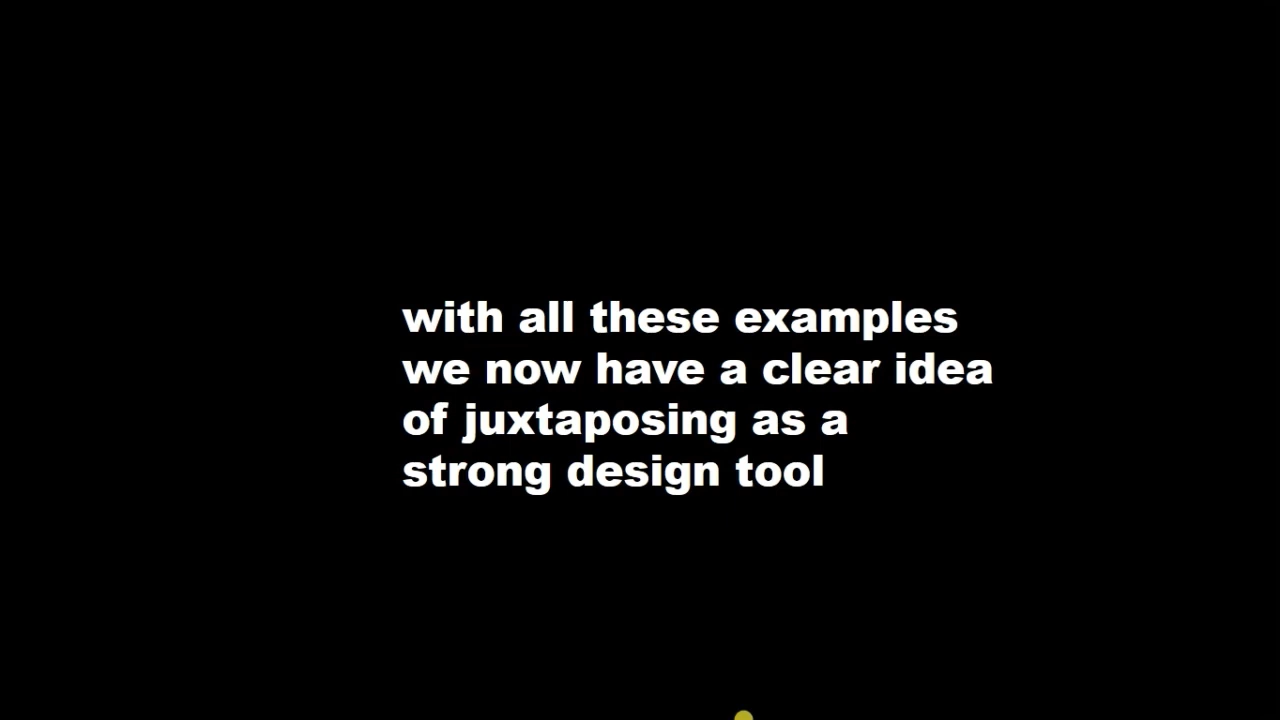 with all these examples
we now have a clear idea
of juxtaposing as a
strong design tool